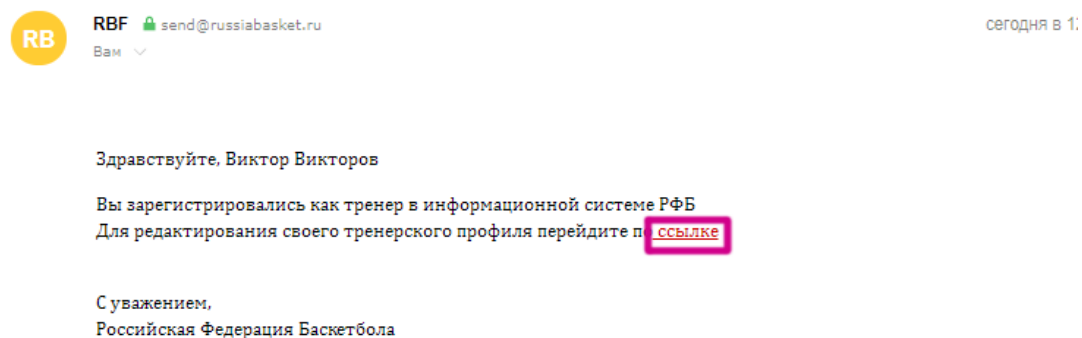 RB
RBF send@russiabasket.ru
сегодня в 12
Вам
Здравствуйте, Виктор Викторов
Вы зарегистрировались как тренер в информационной системе РФБ
Для редактирования своего тренерского профиля перейдите по ссылке
С уважением,
Российская Федерация Баскетбола